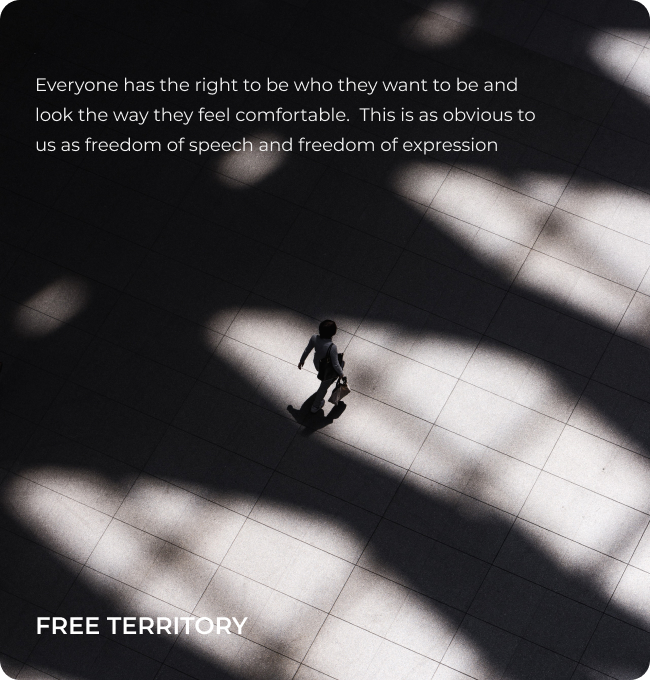 Everyone has the right to be who they want to be and
look the way they feel comfortable.  This is as obvious to
us as freedom of speech and freedom of expression
FREE TERRITORY